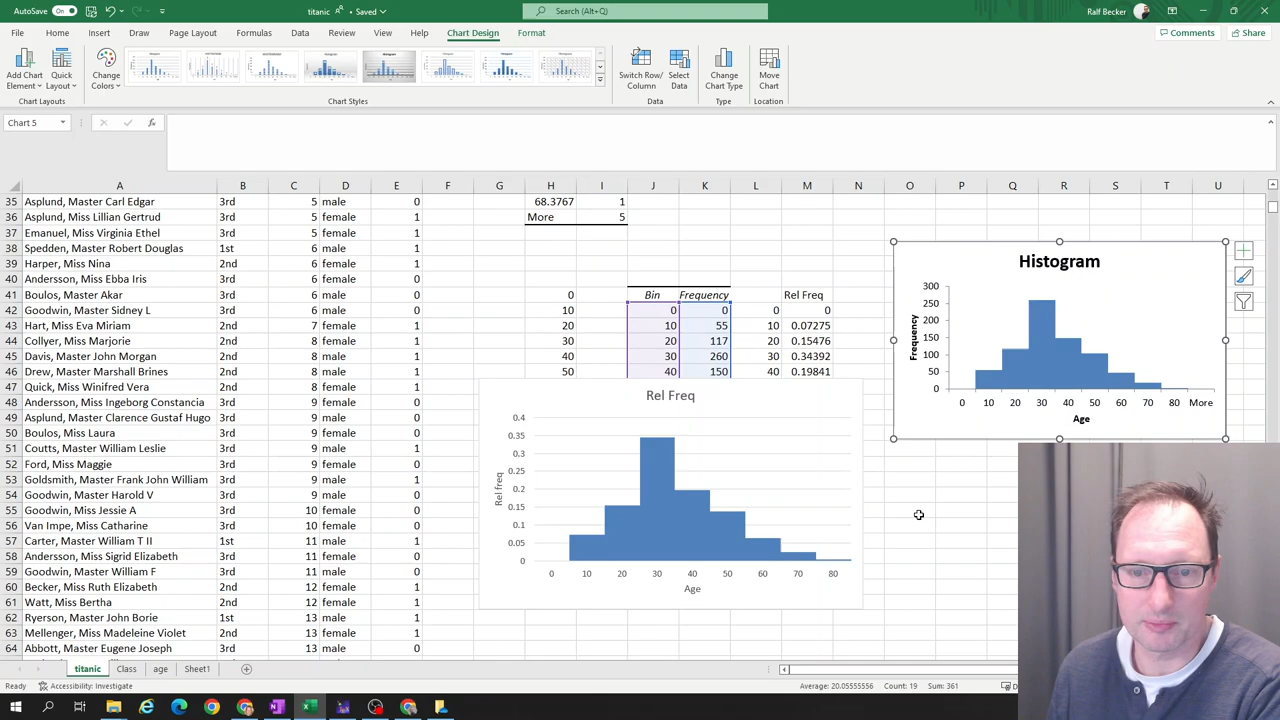 AutoSave On titanic Saved Search (Alt+Q) Ralf Becker
File Home Insert Draw Page Layout Formulas Data Review View Help Chart Design Format Comments Share
Add Chart Element Quick Layout Change Colors Switch Row/ Column Select Data Change Chart Type Move Chart
Chart Layouts Chart Styles Data Type Location
Chart 5 fx
A B C D E F G H I J K L M N O P Q R S T U
35 Asplund, Master Carl Edgar 3rd 5 male 0 68.3767 1
36 Asplund, Miss Lillian Gertrud 3rd 5 female 1 More 5
37 Emanuel, Miss Virginia Ethel 3rd 5 female 1
38 Spedden, Master Robert Douglas 1st 6 male 1
39 Harper, Miss Nina 2nd 6 female 1
40 Andersson, Miss Ebba Iris 3rd 6 female 0
41 Boulos, Master Akar 3rd 6 male 0 0 Bin Frequency Rel Freq
42 Goodwin, Master Sidney L 3rd 6 male 0 10 0 0 0 0
43 Hart, Miss Eva Miriam 2nd 7 female 1 20 10 55 10 0.07275
44 Collyer, Miss Marjorie 2nd 8 female 1 30 20 117 20 0.15476
45 Davis, Master John Morgan 2nd 8 male 1 40 30 260 30 0.34392
46 Drew, Master Marshall Brines 2nd 8 male 1 50 40 150 40 0.19841
47 Quick, Miss Winifred Vera 2nd 8 female 1
48 Andersson, Miss Ingeborg Constancia 3rd 9 female 0
49 Asplund, Master Clarence Gustaf Hugo 3rd 9 male 0
50 Boulos, Miss Laura 3rd 9 female 0
51 Coutts, Master William Leslie 3rd 9 male 1
52 Ford, Miss Maggie 3rd 9 female 0
53 Goldsmith, Master Frank John William 3rd 9 male 1
54 Goodwin, Master Harold V 3rd 9 male 0
55 Goodwin, Miss Jessie A 3rd 10 female 0
56 Van Impe, Miss Catharine 3rd 10 female 0
57 Carter, Master William T II 1st 11 male 1
58 Andersson, Miss Sigrid Elizabeth 3rd 11 female 0
59 Goodwin, Master William F 3rd 11 male 0
60 Becker, Miss Ruth Elizabeth 2nd 12 female 1
61 Watt, Miss Bertha 2nd 12 female 1
62 Ryerson, Master John Borie 1st 13 male 1
63 Mellenger, Miss Madeleine Violet 2nd 13 female 1
64 Abbott, Master Eugene Joseph 3rd 13 male 0
Histogram
300
250
200
150
100
50
0
Frequency
0 10 20 30 40 50 60 70 80 More
Age
Rel Freq
0.4
0.35
0.3
0.25
0.2
0.15
0.1
0.05
0
Rel freq
0 10 20 30 40 50 60 70 80
Age
titanic Class age Sheet1
Ready Accessibility: Investigate Average: 20.05555556 Count: 19 Sum: 361